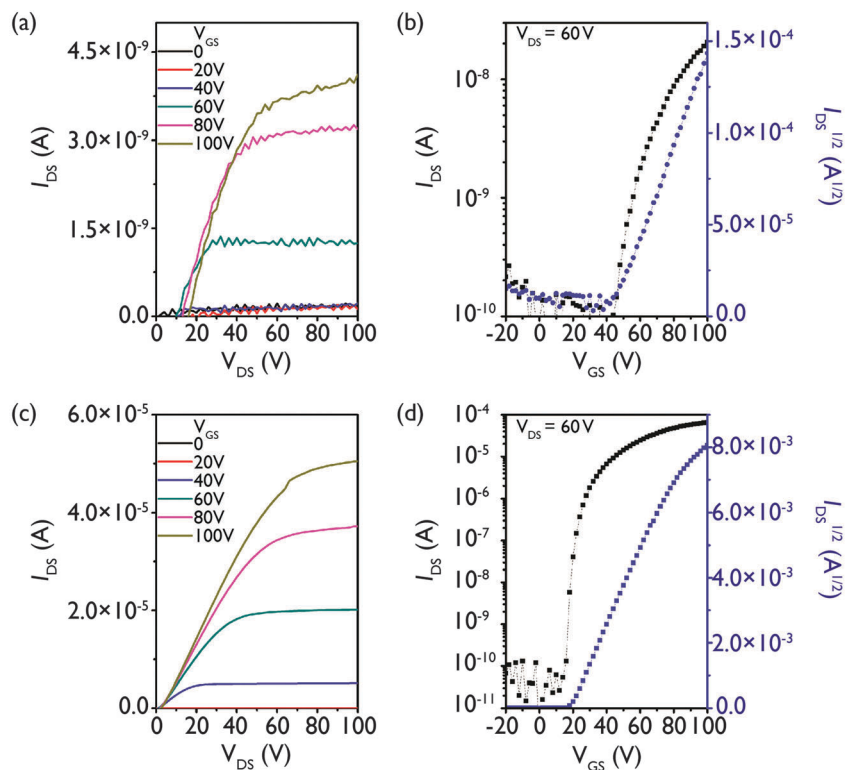 (a)
V_GS
0
20V
40V
60V
80V
100V
4.5×10⁻⁹
3.0×10⁻⁹
1.5×10⁻⁹
0.0
I_DS (A)
0 20 40 60 80 100
V_DS (V)
(b)
V_DS = 60V
10⁻⁸
10⁻⁹
10⁻¹⁰
I_DS (A)
1.5×10⁻⁴
1.0×10⁻⁴
5.0×10⁻⁵
0.0
I_DS^1/2 (A^1/2)
-20 0 20 40 60 80 100
V_GS (V)
(c)
V_GS
0
20V
40V
60V
80V
100V
6.0×10⁻⁵
4.0×10⁻⁵
2.0×10⁻⁵
0.0
I_DS (A)
0 20 40 60 80 100
V_DS (V)
(d)
V_DS = 60V
10⁻⁴
10⁻⁵
10⁻⁶
10⁻⁷
10⁻⁸
10⁻⁹
10⁻¹⁰
10⁻¹¹
I_DS (A)
8.0×10⁻³
6.0×10⁻³
4.0×10⁻³
2.0×10⁻³
0.0
I_DS^1/2 (A^1/2)
-20 0 20 40 60 80 100
V_GS (V)